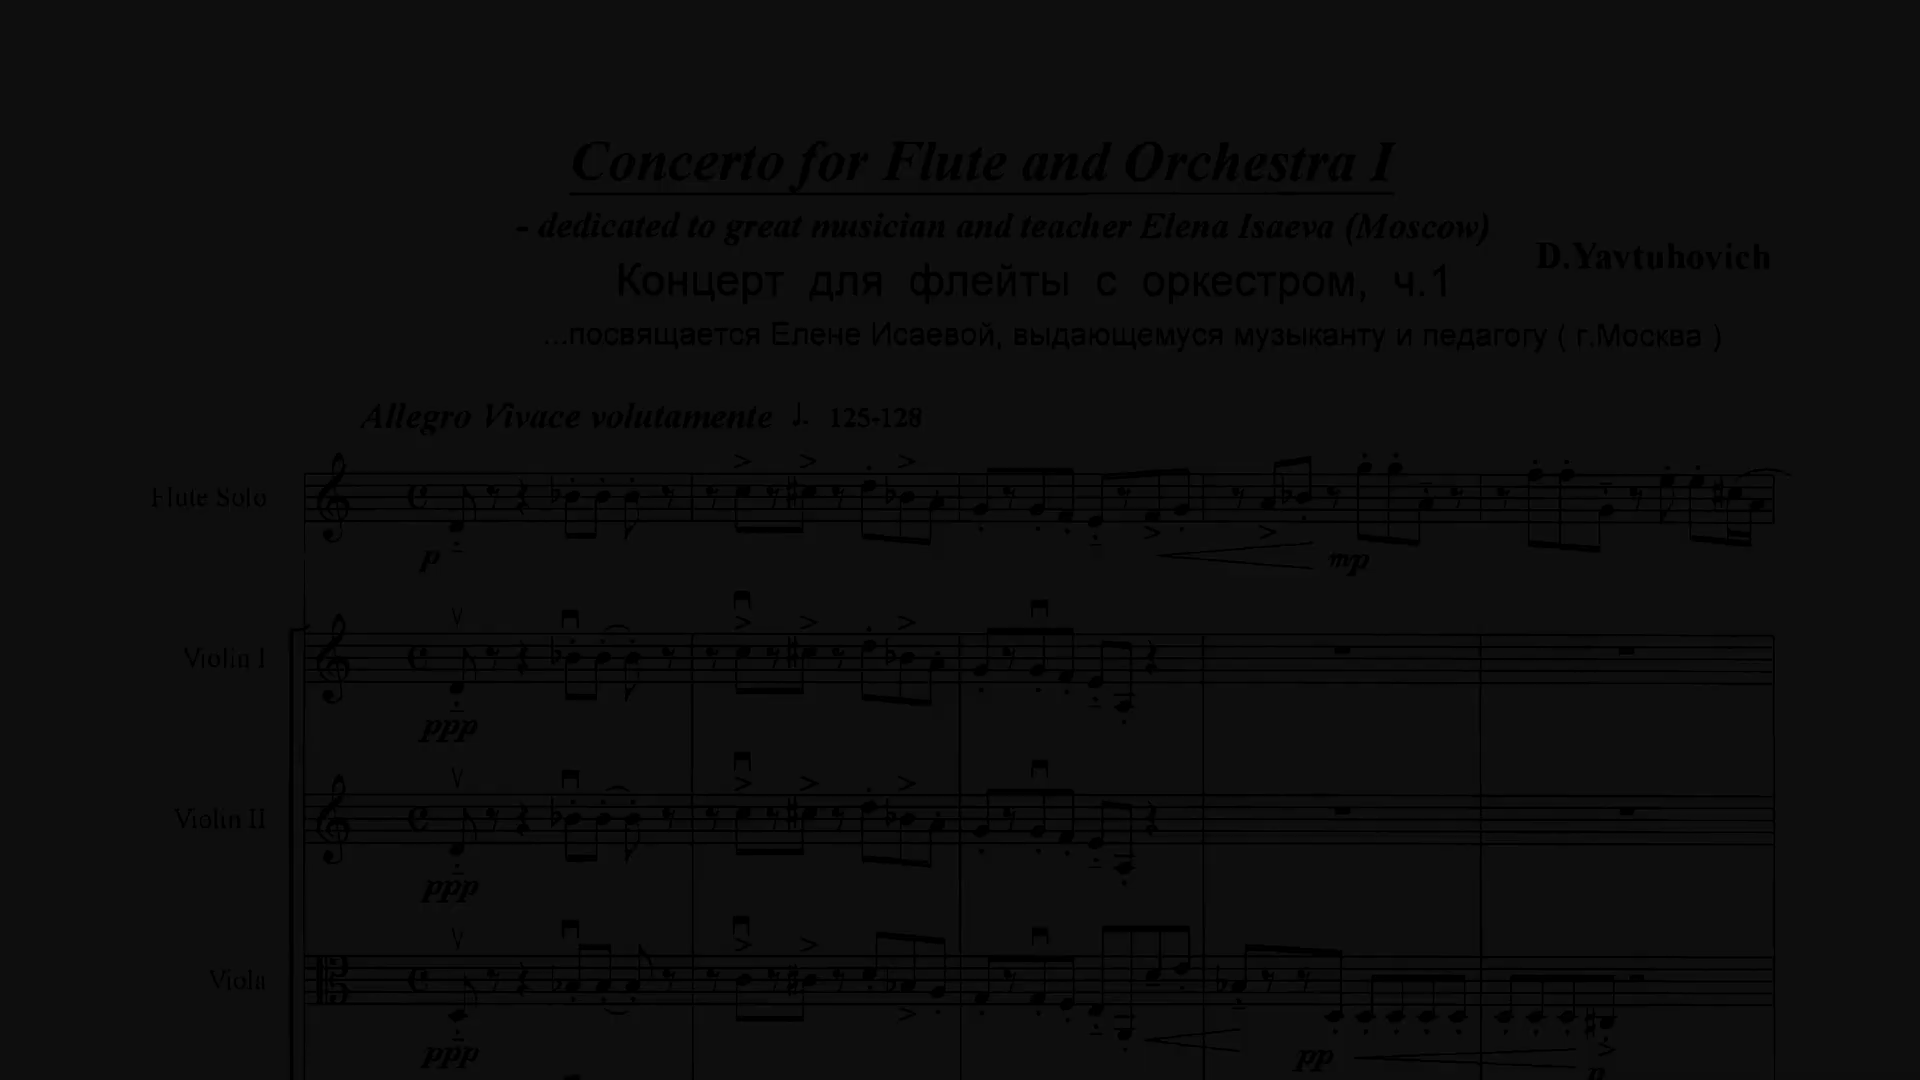 Concerto for Flute and Orchestra I
- dedicated to great musician and teacher Elena Isaeva (Moscow)
D.Yavtuhovich
Концерт для флейты с оркестром, ч.1
...посвящается Елене Исаевой, выдающемуся музыканту и педагогу ( г.Москва )
Allegro Vivace volutamente ♩. 125-128
Flute Solo
p
mp
Violin I
ppp
Violin II
ppp
Viola
ppp
pp
p